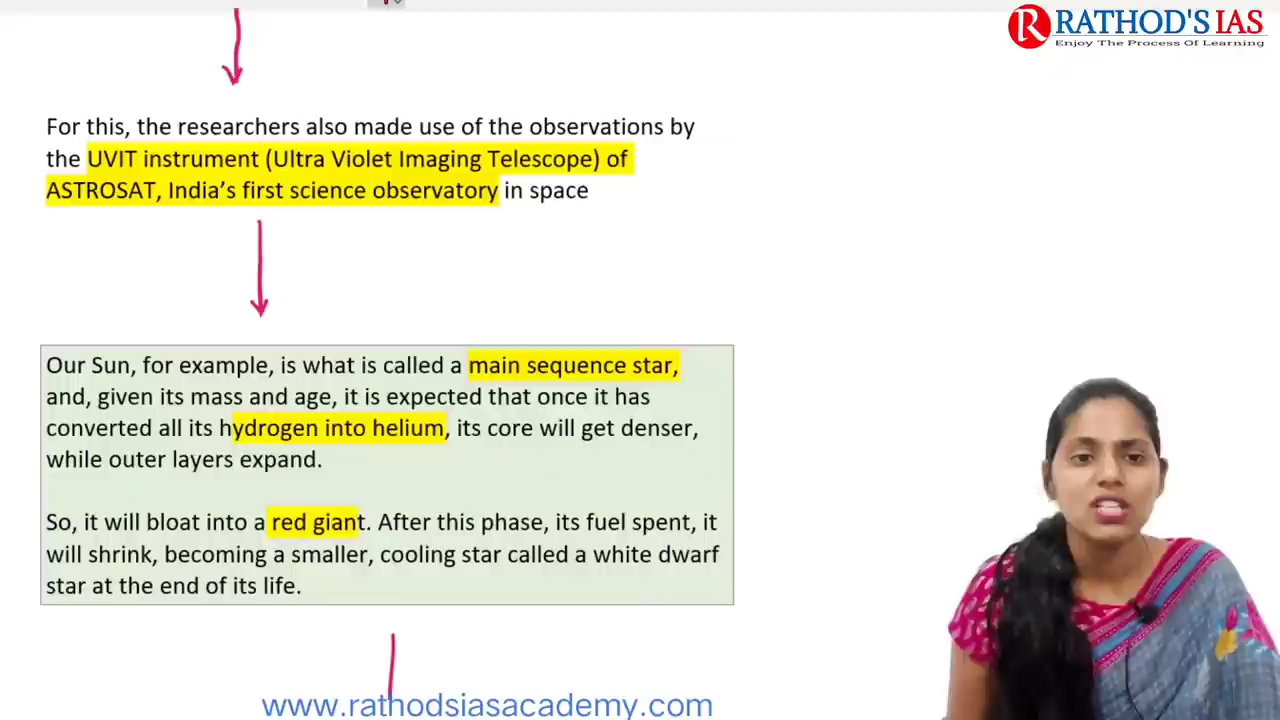 RATHOD'S IAS
Enjoy The Process Of Learning
For this, the researchers also made use of the observations by
the UVIT instrument (Ultra Violet Imaging Telescope) of
ASTROSAT, India’s first science observatory in space
Our Sun, for example, is what is called a main sequence star,
and, given its mass and age, it is expected that once it has
converted all its hydrogen into helium, its core will get denser,
while outer layers expand.
So, it will bloat into a red giant. After this phase, its fuel spent, it
will shrink, becoming a smaller, cooling star called a white dwarf
star at the end of its life.
www.rathodsiasacademy.com